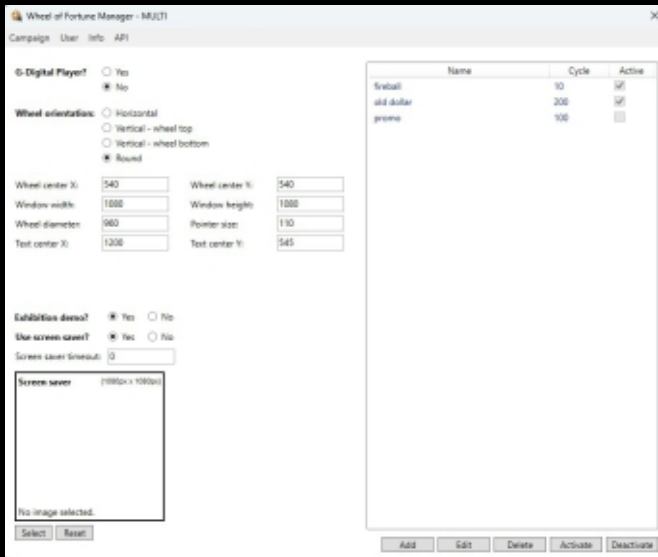 Wheel of Fortune Manager - MULTI
Campaign User Info API
G-Digital Player? Yes
No
Wheel orientation: Horizontal
Vertical - wheel top
Vertical - wheel bottom
Round
Wheel center X: 540 Wheel center Y: 540
Window width: 1080 Window height: 1080
Wheel diameter: 960 Pointer size: 110
Text center X: 1200 Text center Y: 545
Exhibition demo? Yes No
Use screen saver? Yes No
Screen saver timeout: 0
Screen saver (1080px x 1080px)
No image selected.
Select Reset
Name Cycle Active
fireball 10
old dollar 200
promo 100
Add Edit Delete Activate Deactivate